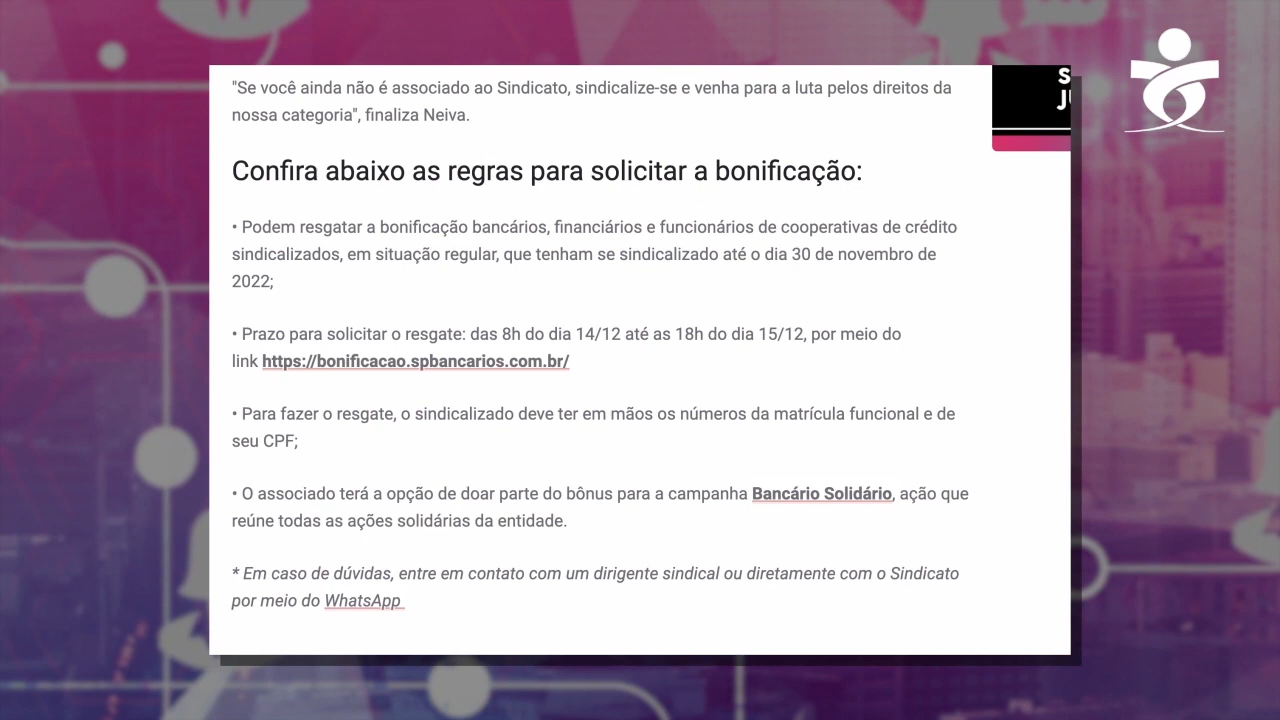 "Se você ainda não é associado ao Sindicato, sindicalize-se e venha para a luta pelos direitos da
nossa categoria", finaliza Neiva.
Confira abaixo as regras para solicitar a bonificação:
• Podem resgatar a bonificação bancários, financiários e funcionários de cooperativas de crédito
sindicalizados, em situação regular, que tenham se sindicalizado até o dia 30 de novembro de
2022;
• Prazo para solicitar o resgate: das 8h do dia 14/12 até as 18h do dia 15/12, por meio do
link https://bonificacao.spbancarios.com.br/
• Para fazer o resgate, o sindicalizado deve ter em mãos os números da matrícula funcional e de
seu CPF;
• O associado terá a opção de doar parte do bônus para a campanha Bancário Solidário, ação que
reúne todas as ações solidárias da entidade.
* Em caso de dúvidas, entre em contato com um dirigente sindical ou diretamente com o Sindicato
por meio do WhatsApp